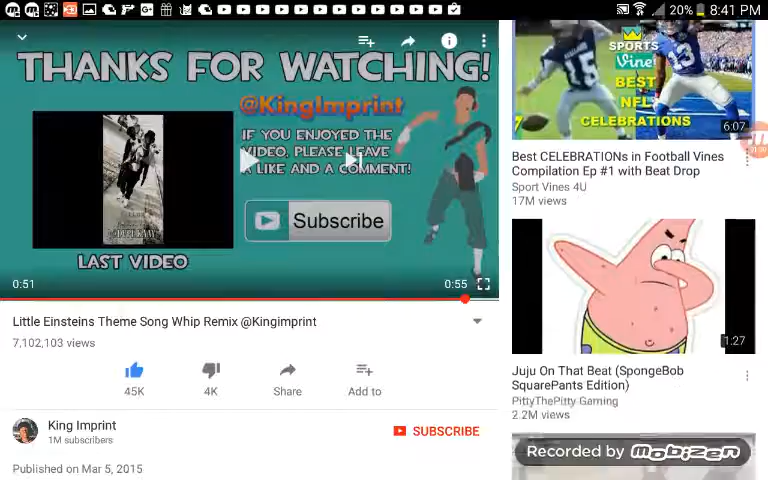 20% 8:41 PM
THANKS FOR WATCHING!
@KingImprint
IF YOU ENJOYED THE
VIDEO, PLEASE LEAVE
A LIKE AND A COMMENT!
Subscribe
LAST VIDEO
0:51
0:55
Little Einsteins Theme Song Whip Remix @Kingimprint
7,102,103 views
45K
4K
Share
Add to
King Imprint
1M subscribers
SUBSCRIBE
Published on Mar 5, 2015
SPORTS
Vine
BEST
NFL
CELEBRATIONS
6:07
Best CELEBRATIONs in Football Vines
Compilation Ep #1 with Beat Drop
Sport Vines 4U
17M views
1:27
Juju On That Beat (SpongeBob
SquarePants Edition)
PittyThePitty Gaming
2.2M views
Recorded by mobizen